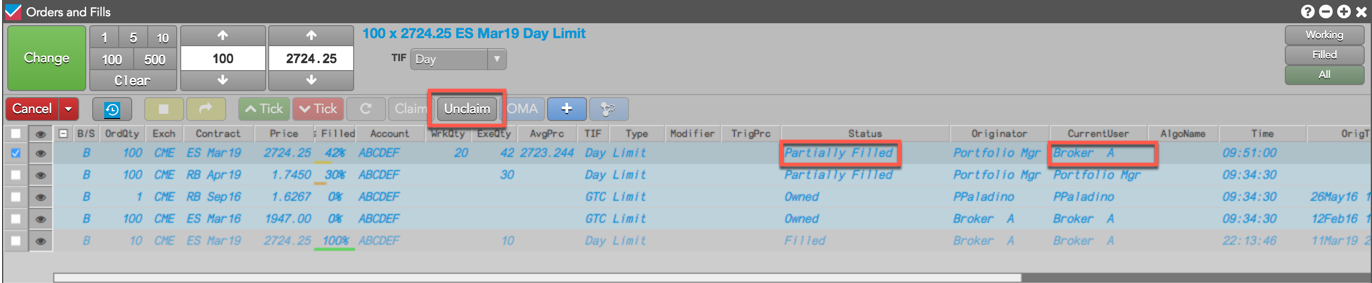 Orders and Fills
100 x 2724.25 ES Mar19 Day Limit
Change
1 5 10
100 500
Clear
100
2724.25
TIF Day
Working
Filled
All
Cancel Tick Tick C Claim Unclaim OMA +
B/S OrdQty Exch Contract Price % Filled Account WrkQty ExeQty AvgPrc TIF Type Modifier TrigPrc Status Originator CurrentUser AlgoName Time OrigT
B 100 CME ES Mar19 2724.25 42% ABCDEF 20 42 2723.244 Day Limit Partially Filled Portfolio Mgr Broker A 09:51:00
B 100 CME RB Apr19 1.7450 30% ABCDEF 30 Day Limit Partially Filled Portfolio Mgr Portfolio Mgr 09:34:30
B 1 CME RB Sep16 1.6267 0% ABCDEF GTC Limit Owned PPaladino PPaladino 09:34:30 26May16 1
B 100 CME ES Mar16 1947.00 0% ABCDEF GTC Limit Owned Broker A Broker A 09:34:30 12Feb16 1
B 10 CME ES Mar19 2724.25 100% ABCDEF 10 Day Limit Filled Broker A Broker A 22:13:46 11Mar19 2